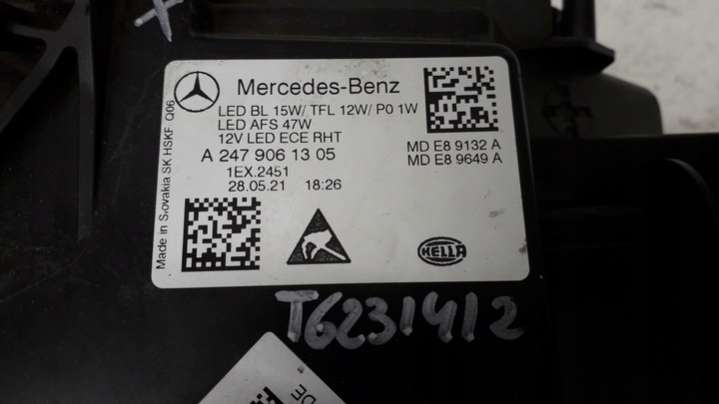 Mercedes-Benz
LED BL 15W/ TFL 12W/ P0 1W
LED AFS 47W
12V LED ECE RHT
A 247 906 13 05
1EX.2451
28.05.21 18:26
MD E8 9132 A
MD E8 9649 A
Made in Slovakia SK HSKF Q06
HELLA
T6231412
DE